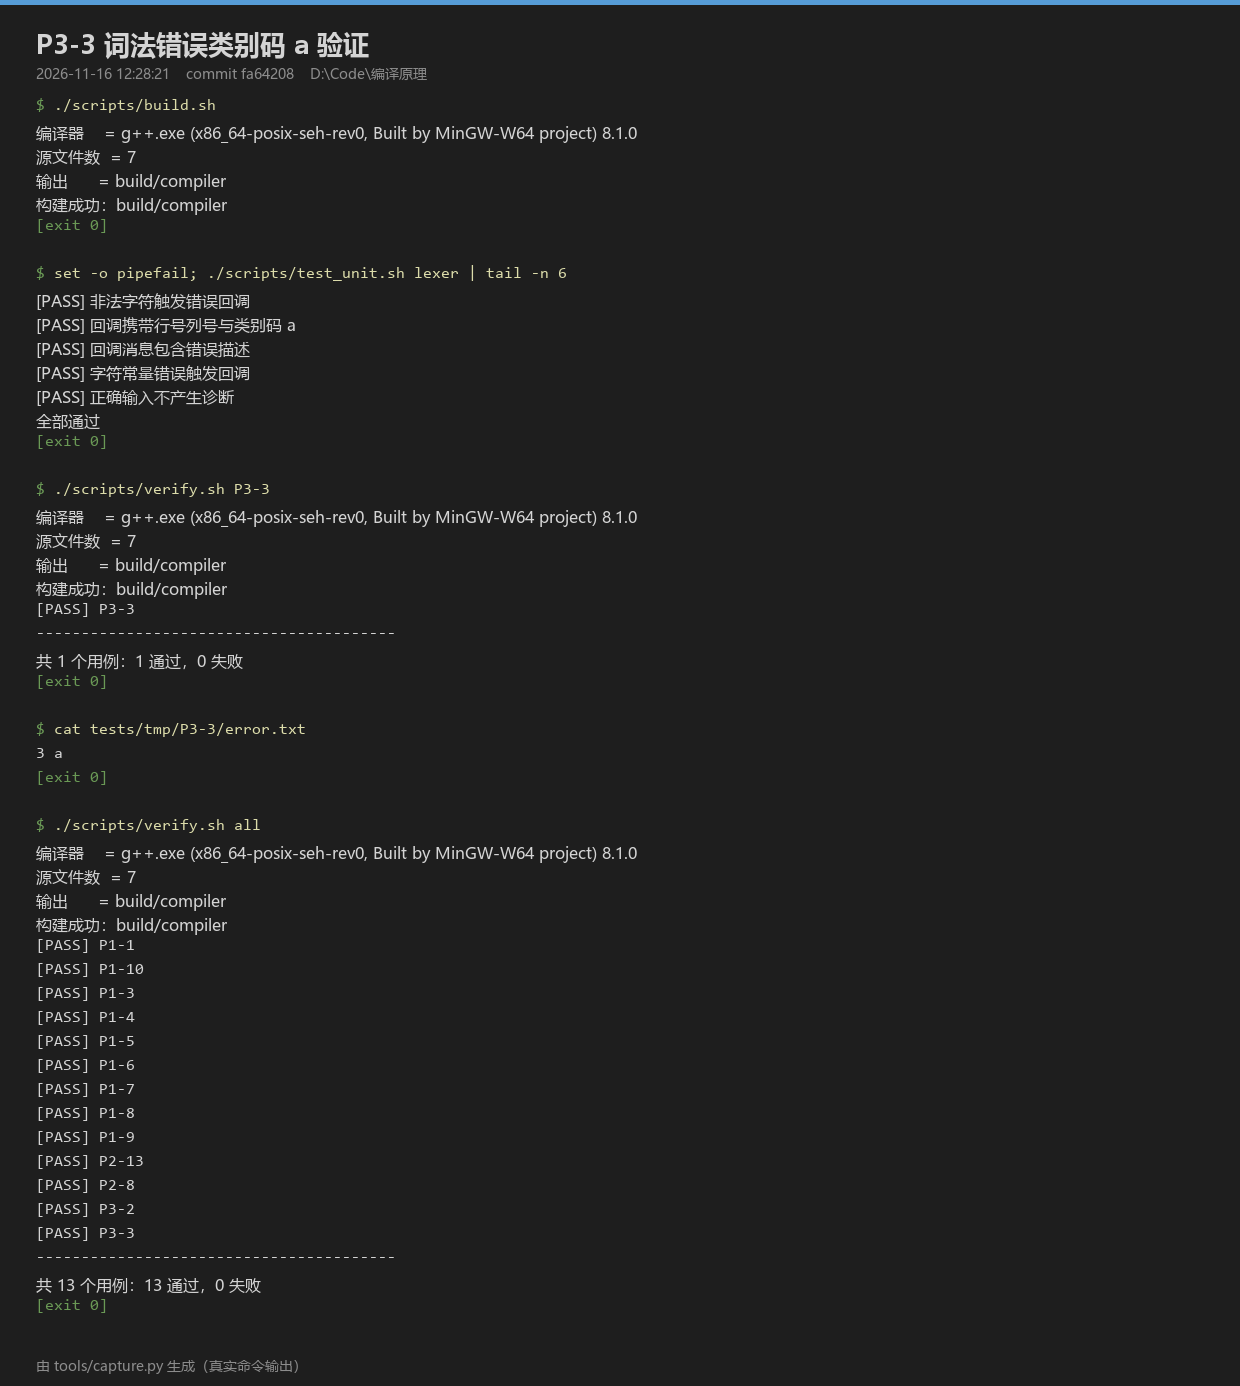 P3-3 词法错误类别码 a 验证
2026-11-16 12:28:21 commit fa64208 D:\Code\编译原理
$ ./scripts/build.sh
编译器 = g++.exe (x86_64-posix-seh-rev0, Built by MinGW-W64 project) 8.1.0
源文件数 = 7
输出 = build/compiler
构建成功：build/compiler
[exit 0]
$ set -o pipefail; ./scripts/test_unit.sh lexer | tail -n 6
[PASS] 非法字符触发错误回调
[PASS] 回调携带行号列号与类别码 a
[PASS] 回调消息包含错误描述
[PASS] 字符常量错误触发回调
[PASS] 正确输入不产生诊断
全部通过
[exit 0]
$ ./scripts/verify.sh P3-3
编译器 = g++.exe (x86_64-posix-seh-rev0, Built by MinGW-W64 project) 8.1.0
源文件数 = 7
输出 = build/compiler
构建成功：build/compiler
[PASS] P3-3
----------------------------------------
共 1 个用例：1 通过，0 失败
[exit 0]
$ cat tests/tmp/P3-3/error.txt
3 a
[exit 0]
$ ./scripts/verify.sh all
编译器 = g++.exe (x86_64-posix-seh-rev0, Built by MinGW-W64 project) 8.1.0
源文件数 = 7
输出 = build/compiler
构建成功：build/compiler
[PASS] P1-1
[PASS] P1-10
[PASS] P1-3
[PASS] P1-4
[PASS] P1-5
[PASS] P1-6
[PASS] P1-7
[PASS] P1-8
[PASS] P1-9
[PASS] P2-13
[PASS] P2-8
[PASS] P3-2
[PASS] P3-3
----------------------------------------
共 13 个用例：13 通过，0 失败
[exit 0]
由 tools/capture.py 生成（真实命令输出）